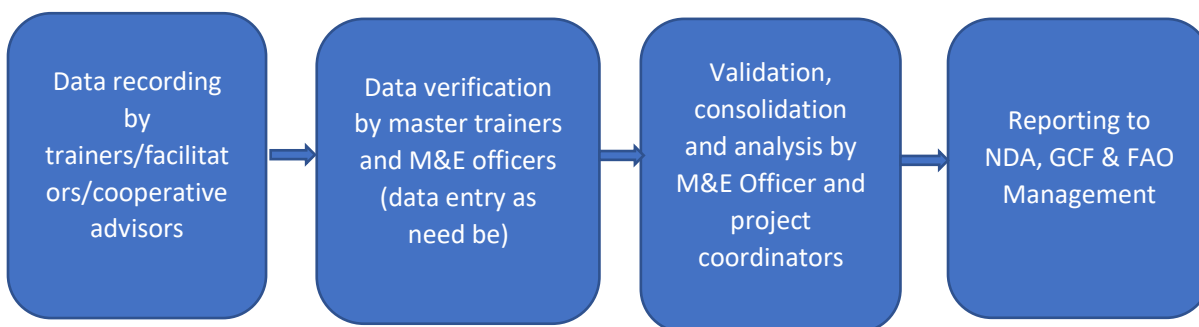 Data recording
by
trainers/facilitat
ors/cooperative
advisors
Data verification
by master trainers
and M&E officers
(data entry as
need be)
Validation,
consolidation
and analysis by
M&E Officer and
project
coordinators
Reporting to
NDA, GCF & FAO
Management